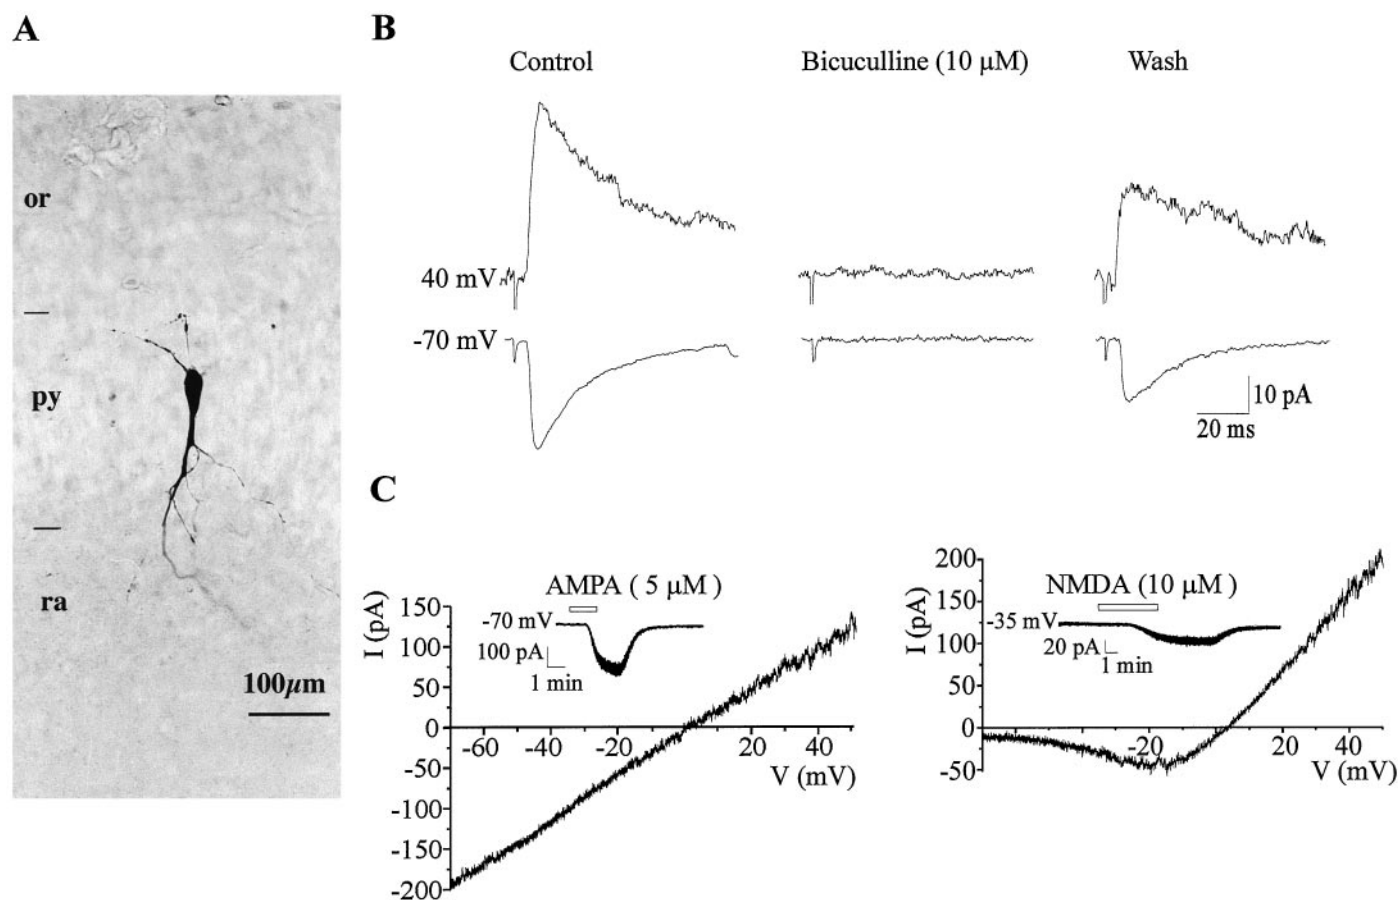 A
or
py
ra
100µm
B
Control
Bicuculline (10 µM)
Wash
40 mV
-70 mV
10 pA
20 ms
C
I (pA)
150
100
50
0
-50
-100
-150
-200
-60
-40
-20
20
40
V (mV)
AMPA ( 5 µM)
-70 mV
100 pA
1 min
I (pA)
200
150
100
50
0
-50
-20
20
40
V (mV)
NMDA (10 µM )
-35 mV
20 pA
1 min